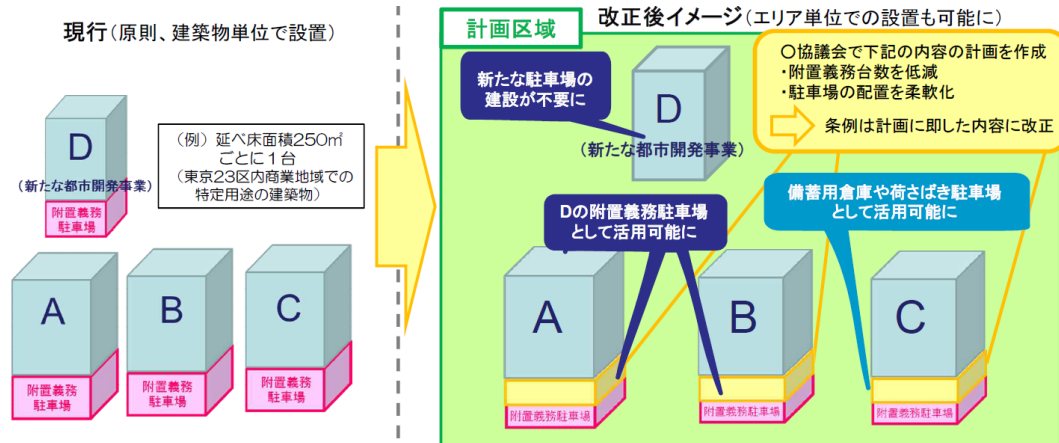 現行(原則、建築物単位で設置)
D
(新たな都市開発事業)
附置義務
駐車場
(例)延べ床面積250㎡
ごとに1台
(東京23区内商業地域での
特定用途の建築物)
A
附置義務
駐車場
B
附置義務
駐車場
C
附置義務
駐車場
改正後イメージ(エリア単位での設置も可能に)
計画区域
新たな駐車場の
建設が不要に
D
(新たな都市開発事業)
○協議会で下記の内容の計画を作成
・附置義務台数を低減
・駐車場の配置を柔軟化
条例は計画に即した内容に改正
Dの附置義務駐車場
として活用可能に
備蓄用倉庫や荷さばき駐車場
として活用可能に
A
附置義務駐車場
B
附置義務駐車場
C
附置義務駐車場